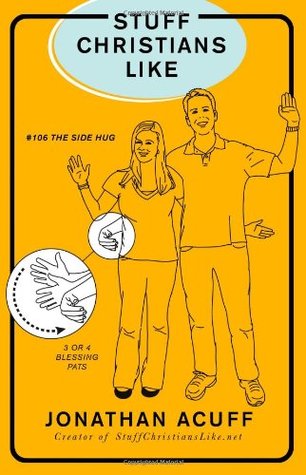 STUFF
CHRISTIANS
LIKE
#106 THE SIDE HUG
3 OR 4
BLESSING
PATS
JONATHAN ACUFF
Creator of StuffChristiansLike.net